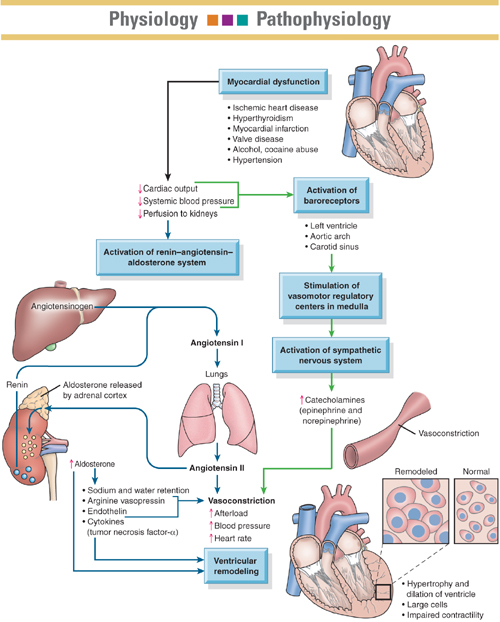 Physiology Pathophysiology
Myocardial dysfunction
• Ischemic heart disease
• Hyperthyroidism
• Myocardial infarction
• Valve disease
• Alcohol, cocaine abuse
• Hypertension
↓Cardiac output
↓Systemic blood pressure
↓Perfusion to kidneys
Activation of
baroreceptors
• Left ventricle
• Aortic arch
• Carotid sinus
Activation of renin–angiotensin–
aldosterone system
Stimulation of
vasomotor regulatory
centers in medulla
Angiotensinogen
Angiotensin I
Activation of sympathetic
nervous system
Lungs
Renin
Aldosterone released
by adrenal cortex
↑Catecholamines
(epinephrine and
norepinephrine)
Vasoconstriction
Angiotensin II
↑Aldosterone
• Sodium and water retention
• Arginine vasopressin
• Endothelin
• Cytokines
(tumor necrosis factor-α)
Vasoconstriction
↑Afterload
↑Blood pressure
↑Heart rate
Ventricular
remodeling
Remodeled
Normal
• Hypertrophy and
dilation of ventricle
• Large cells
• Impaired contractility